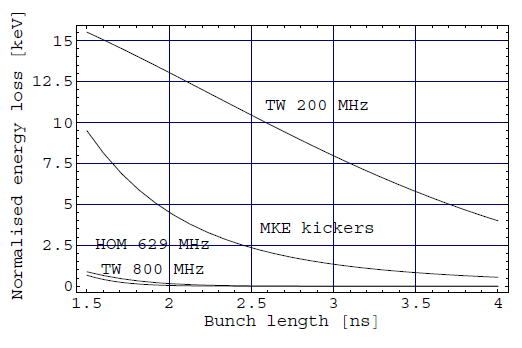 Normalised energy loss [keV]
15
12.5
10
7.5
5
2.5
0
TW 200 MHz
MKE kickers
HOM 629 MHz
TW 800 MHz
1.5 2 2.5 3 3.5 4
Bunch length [ns]